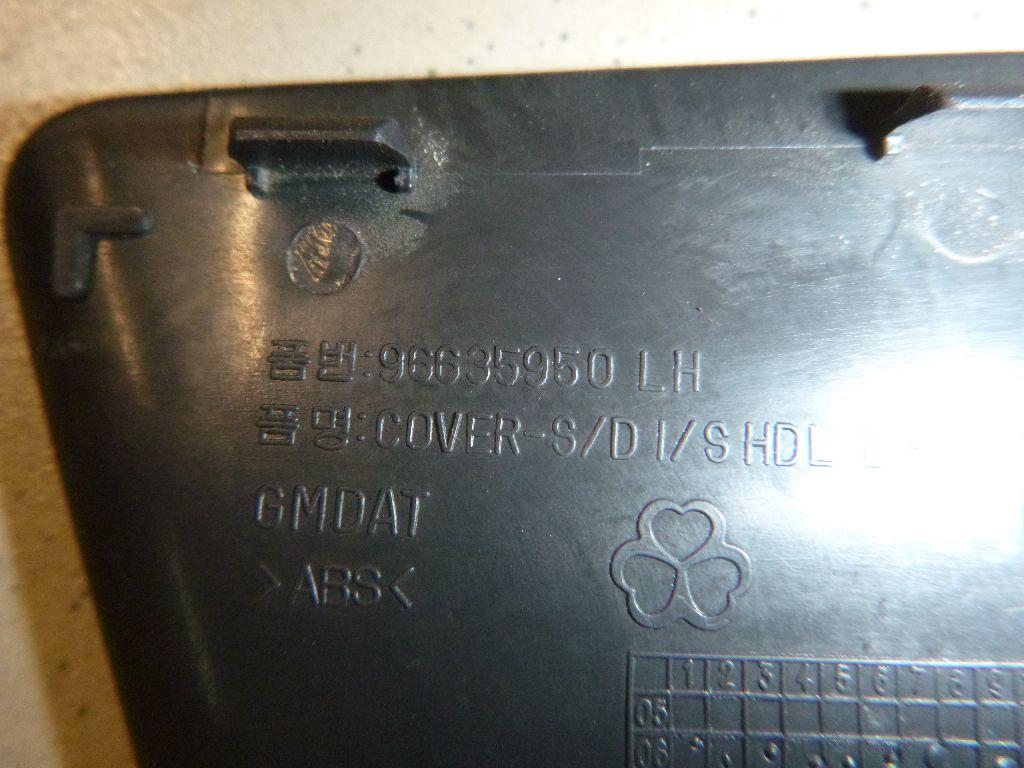 품번:96635950 LH
품명:COVER-S/D I/S HDL
GMDAT
>ABS<
1 2 3 4 5 6 7 8 9
05
06